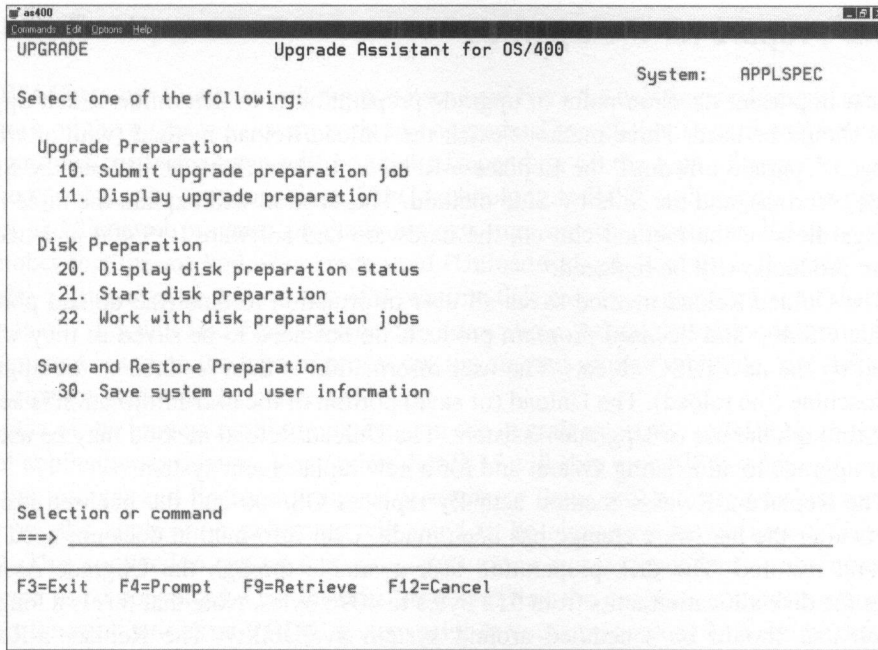 as400
Commands Edit Options Help
UPGRADE Upgrade Assistant for OS/400
System: APPLSPEC
Select one of the following:
Upgrade Preparation
10. Submit upgrade preparation job
11. Display upgrade preparation
Disk Preparation
20. Display disk preparation status
21. Start disk preparation
22. Work with disk preparation jobs
Save and Restore Preparation
30. Save system and user information
Selection or command
===>
F3=Exit F4=Prompt F9=Retrieve F12=Cancel